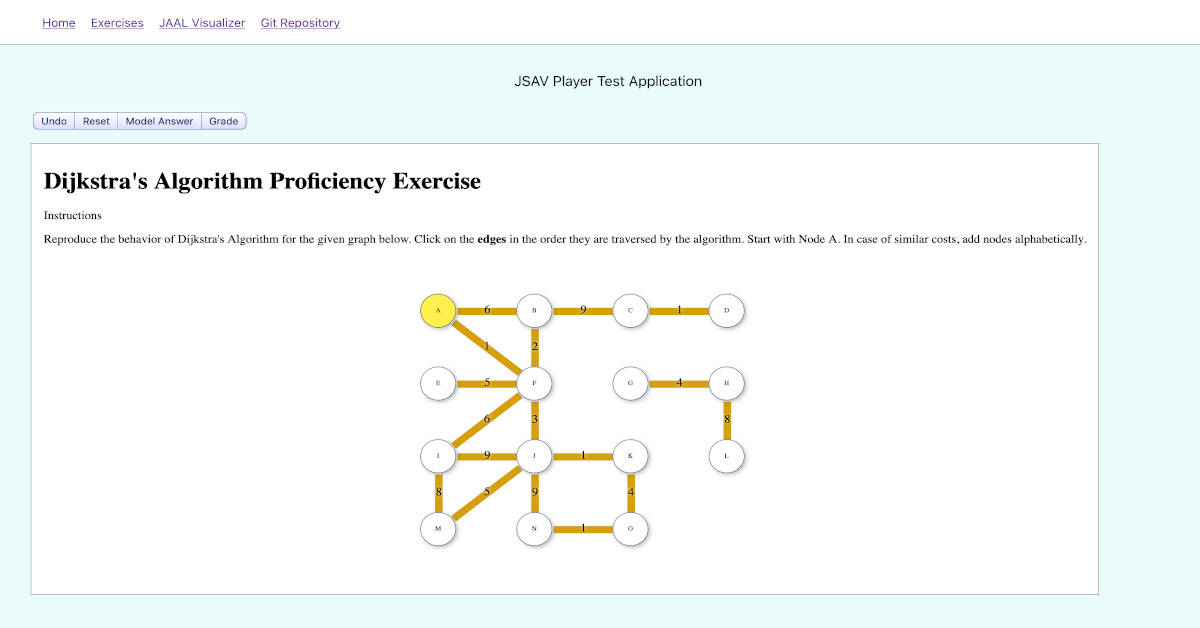 Home Exercises JAAL Visualizer Git Repository
JSAV Player Test Application
Undo Reset Model Answer Grade
Dijkstra's Algorithm Proficiency Exercise
Instructions
Reproduce the behavior of Dijkstra's Algorithm for the given graph below. Click on the edges in the order they are traversed by the algorithm. Start with Node A. In case of similar costs, add nodes alphabetically.
A 6 B 9 C 1 D
1 2
E 5 F G 4 H
6 3 8
I 9 J 1 K L
8 5 9 4
M N 1 O